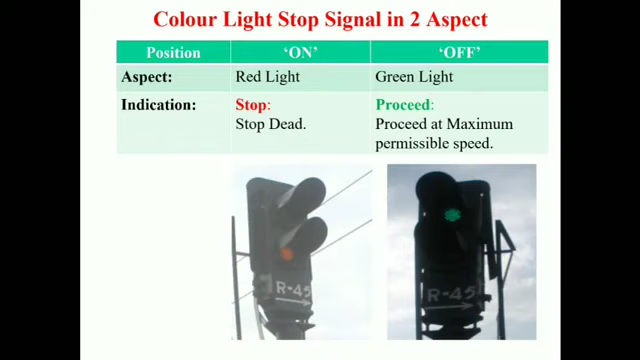 Colour Light Stop Signal in 2 Aspect
Position ‘ON’ ‘OFF’
Aspect: Red Light Green Light
Indication: Stop: Proceed:
Stop Dead. Proceed at Maximum
permissible speed.
R-45 R-45